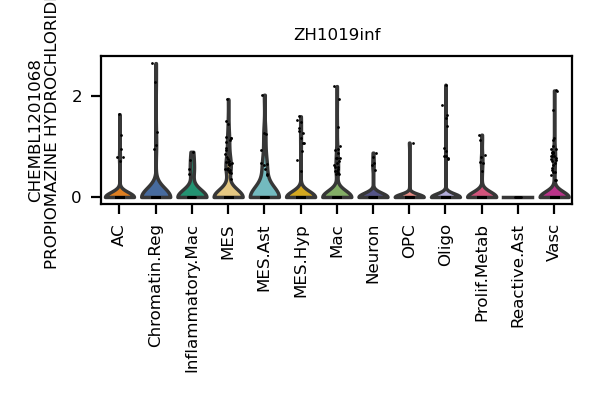 ZH1019inf
CHEMBL1201068
PROPIOMAZINE HYDROCHLORID
2
0
AC
Chromatin.Reg
Inflammatory.Mac
MES
MES.Ast
MES.Hyp
Mac
Neuron
OPC
Oligo
Prolif.Metab
Reactive.Ast
Vasc